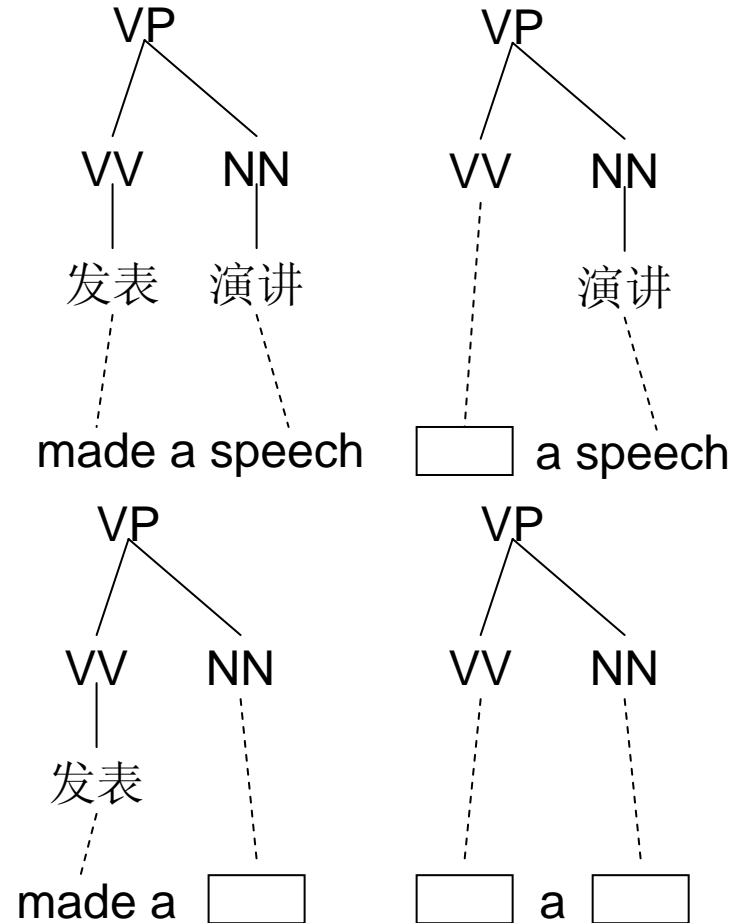 VP VP
VV NN VV NN
发表 演讲 演讲
made a speech a speech
VP VP
VV NN VV NN
发表
made a a